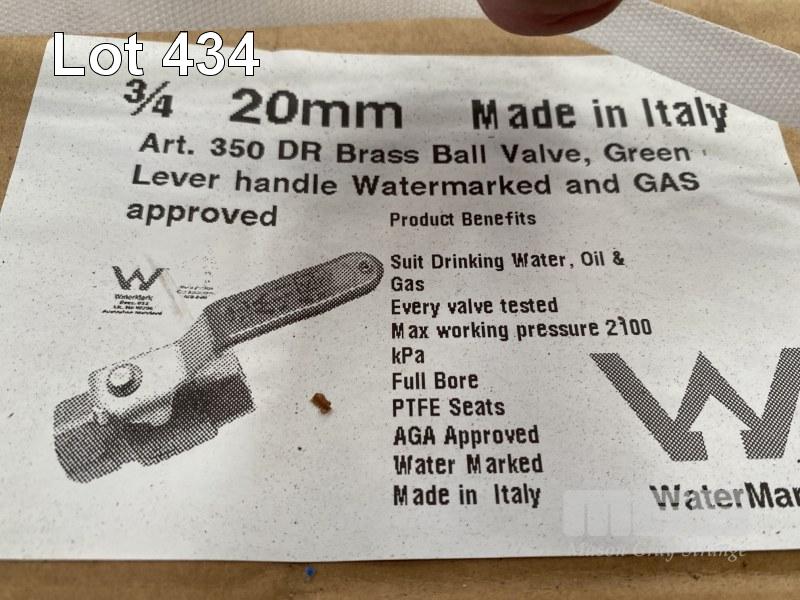 Lot 434
3/4 20mm Made in Italy
Art. 350 DR Brass Ball Valve, Green
Lever handle Watermarked and GAS
approved
Product Benefits
Suit Drinking Water, Oil &
Gas
Every valve tested
Max working pressure 2100
kPa
Full Bore
PTFE Seats
AGA Approved
Water Marked
Made in Italy
WaterMark
WaterMar